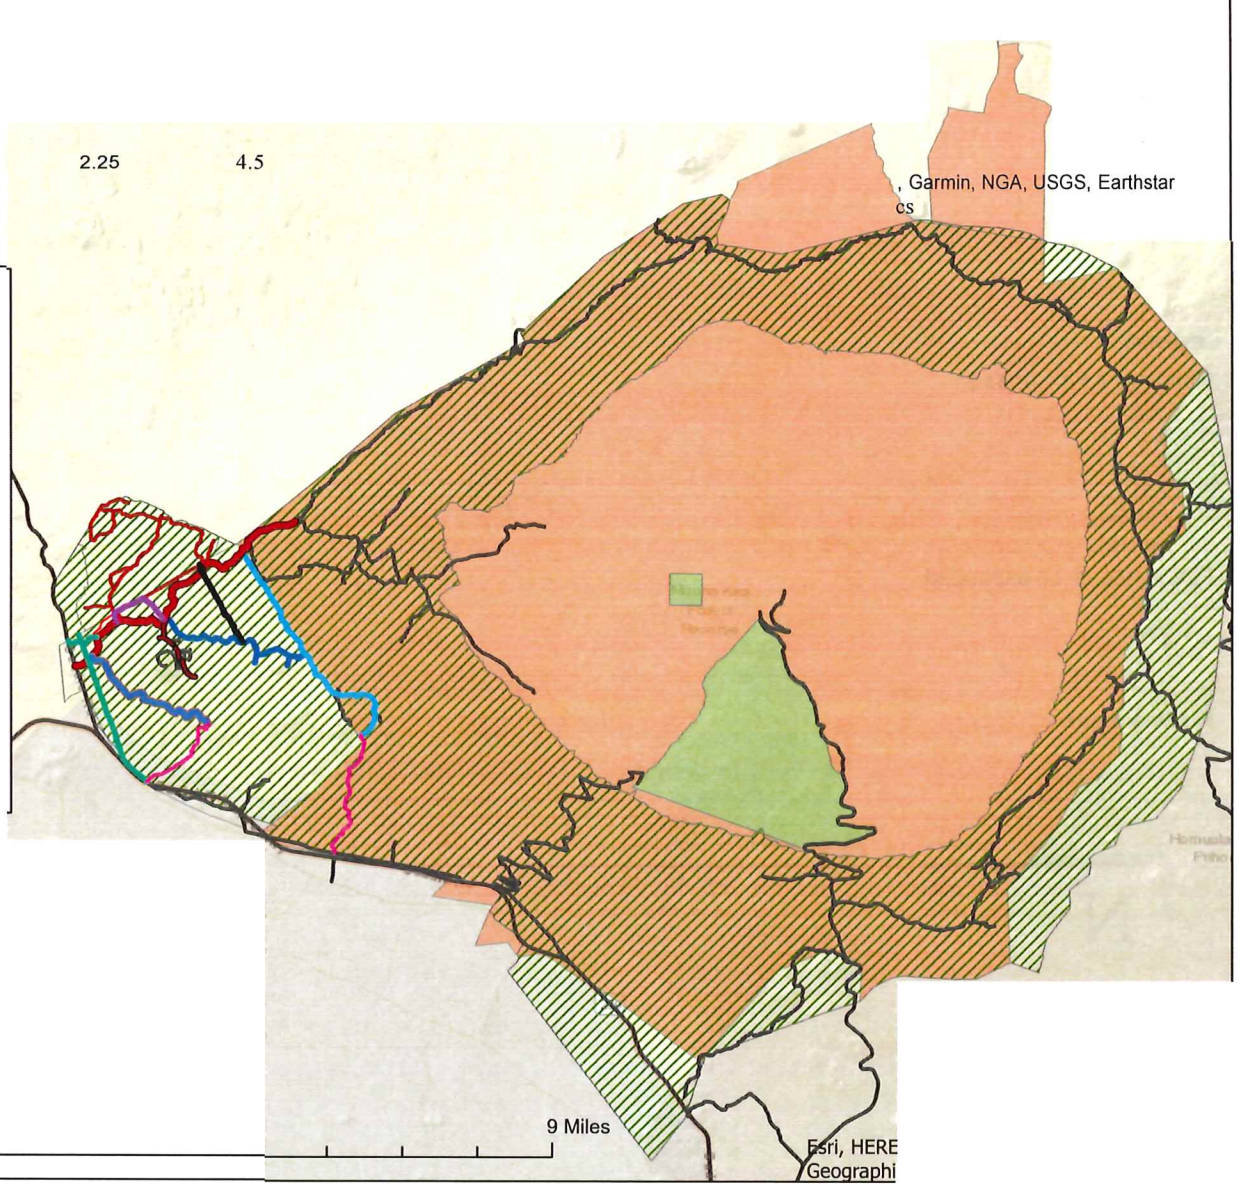 2.25 4.5
, Garmin, NGA, USGS, Earthstar
cs
9 Miles
Esri, HERE
Geographi